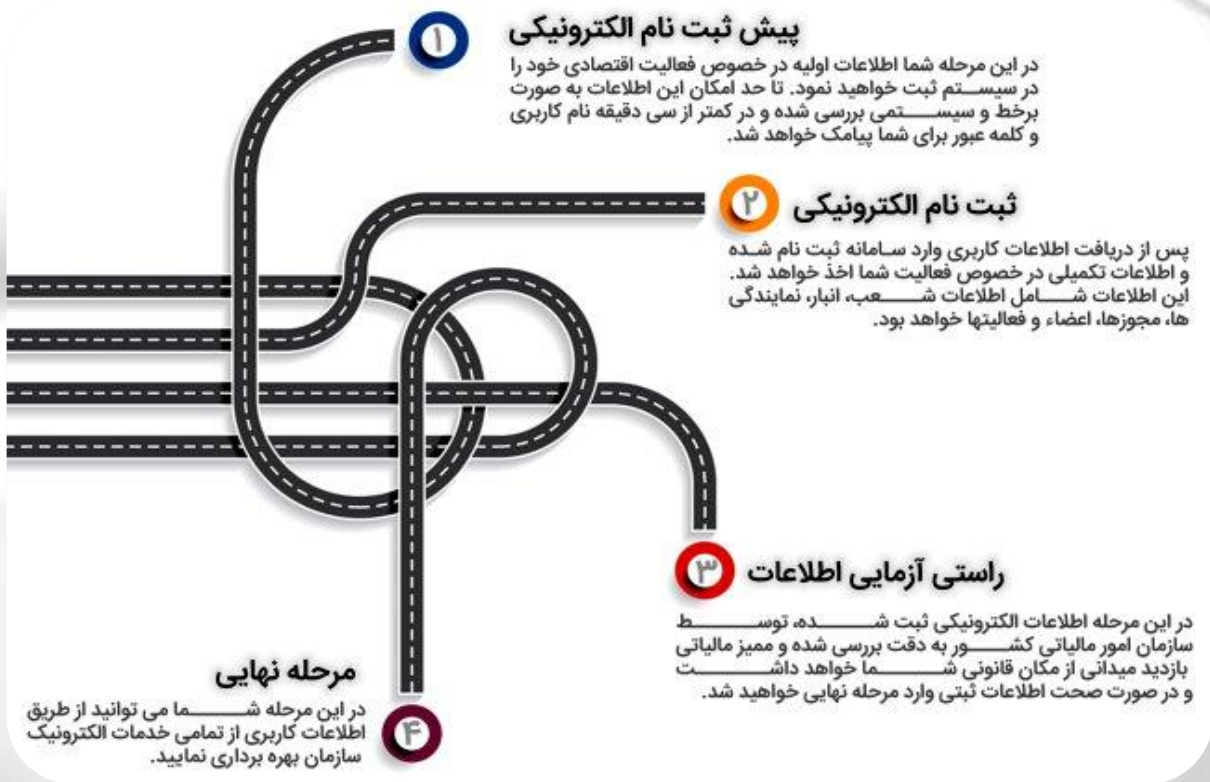 ۱
پیش ثبت نام الکترونیکی
در این مرحله شما اطلاعات اولیه در خصوص فعالیت اقتصادی خود را
در سیستم ثبت خواهید نمود. تا حد امکان این اطلاعات به صورت
برخط و سیستمی بررسی شده و در کمتر از سی دقیقه نام کاربری
و کلمه عبور برای شما پیامک خواهد شد.
۲
ثبت نام الکترونیکی
پس از دریافت اطلاعات کاربری وارد سامانه ثبت نام شده
و اطلاعات تکمیلی در خصوص فعالیت شما اخذ خواهد شد.
این اطلاعات شامل اطلاعات شعب، انبار، نمایندگی
ها، مجوزها، اعضاء و فعالیتها خواهد بود.
۳
راستی آزمایی اطلاعات
در این مرحله اطلاعات الکترونیکی ثبت شده، توسط
سازمان امور مالیاتی کشور به دقت بررسی شده و ممیز مالیاتی
بازدید میدانی از مکان قانونی شما خواهد داشت
و در صورت صحت اطلاعات ثبتی وارد مرحله نهایی خواهید شد.
۴
مرحله نهایی
در این مرحله شما می توانید از طریق
اطلاعات کاربری از تمامی خدمات الکترونیک
سازمان بهره برداری نمایید.